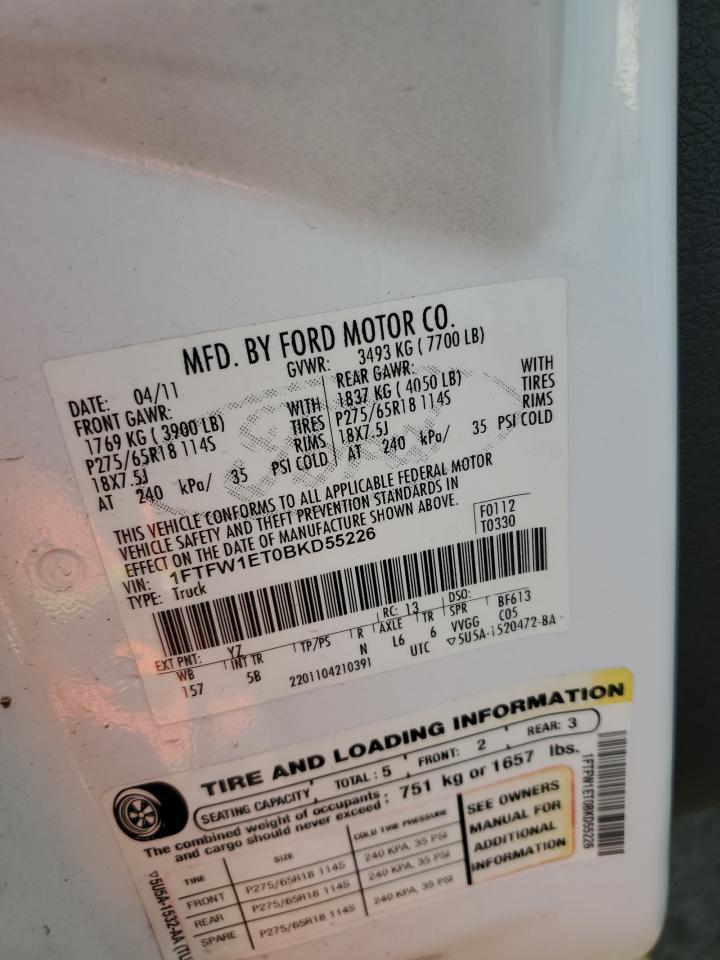 MFD. BY FORD MOTOR CO.
DATE: 04/11 GVWR: 3493 KG ( 7700 LB)
FRONT GAWR: REAR GAWR:
1769 KG ( 3900 LB) WITH 1837 KG ( 4050 LB) WITH
P275/65R18 114S TIRES P275/65R18 114S TIRES
18X7.5J RIMS 18X7.5J RIMS
AT 240 kPa/ 35 PSI COLD AT 240 kPa/ 35 PSI COLD
THIS VEHICLE CONFORMS TO ALL APPLICABLE FEDERAL MOTOR
VEHICLE SAFETY AND THEFT PREVENTION STANDARDS IN
EFFECT ON THE DATE OF MANUFACTURE SHOWN ABOVE.
VIN: 1FTFW1ET0BKD55226 F0112
TYPE: Truck T0330
EXT PNT: YZ RC: 13 DSO:
WB INT TR TP/PS R AXLE TR SPR BF613
157 5B N L6 6 VVGG C05
2201104210391 UTC ▽5U5A-1520472-BA
TIRE AND LOADING INFORMATION
SEATING CAPACITY TOTAL : 5 FRONT: 2 REAR: 3
The combined weight of occupants
and cargo should never exceed : 751 kg or 1657 lbs.
TIRE SIZE COLD TIRE PRESSURE
FRONT P275/65R18 114S 240 KPA, 35 PSI
REAR P275/65R18 114S 240 KPA, 35 PSI
SPARE P275/65R18 114S 240 KPA, 35 PSI
SEE OWNERS
MANUAL FOR
ADDITIONAL
INFORMATION
▽5U5A-1532-AA